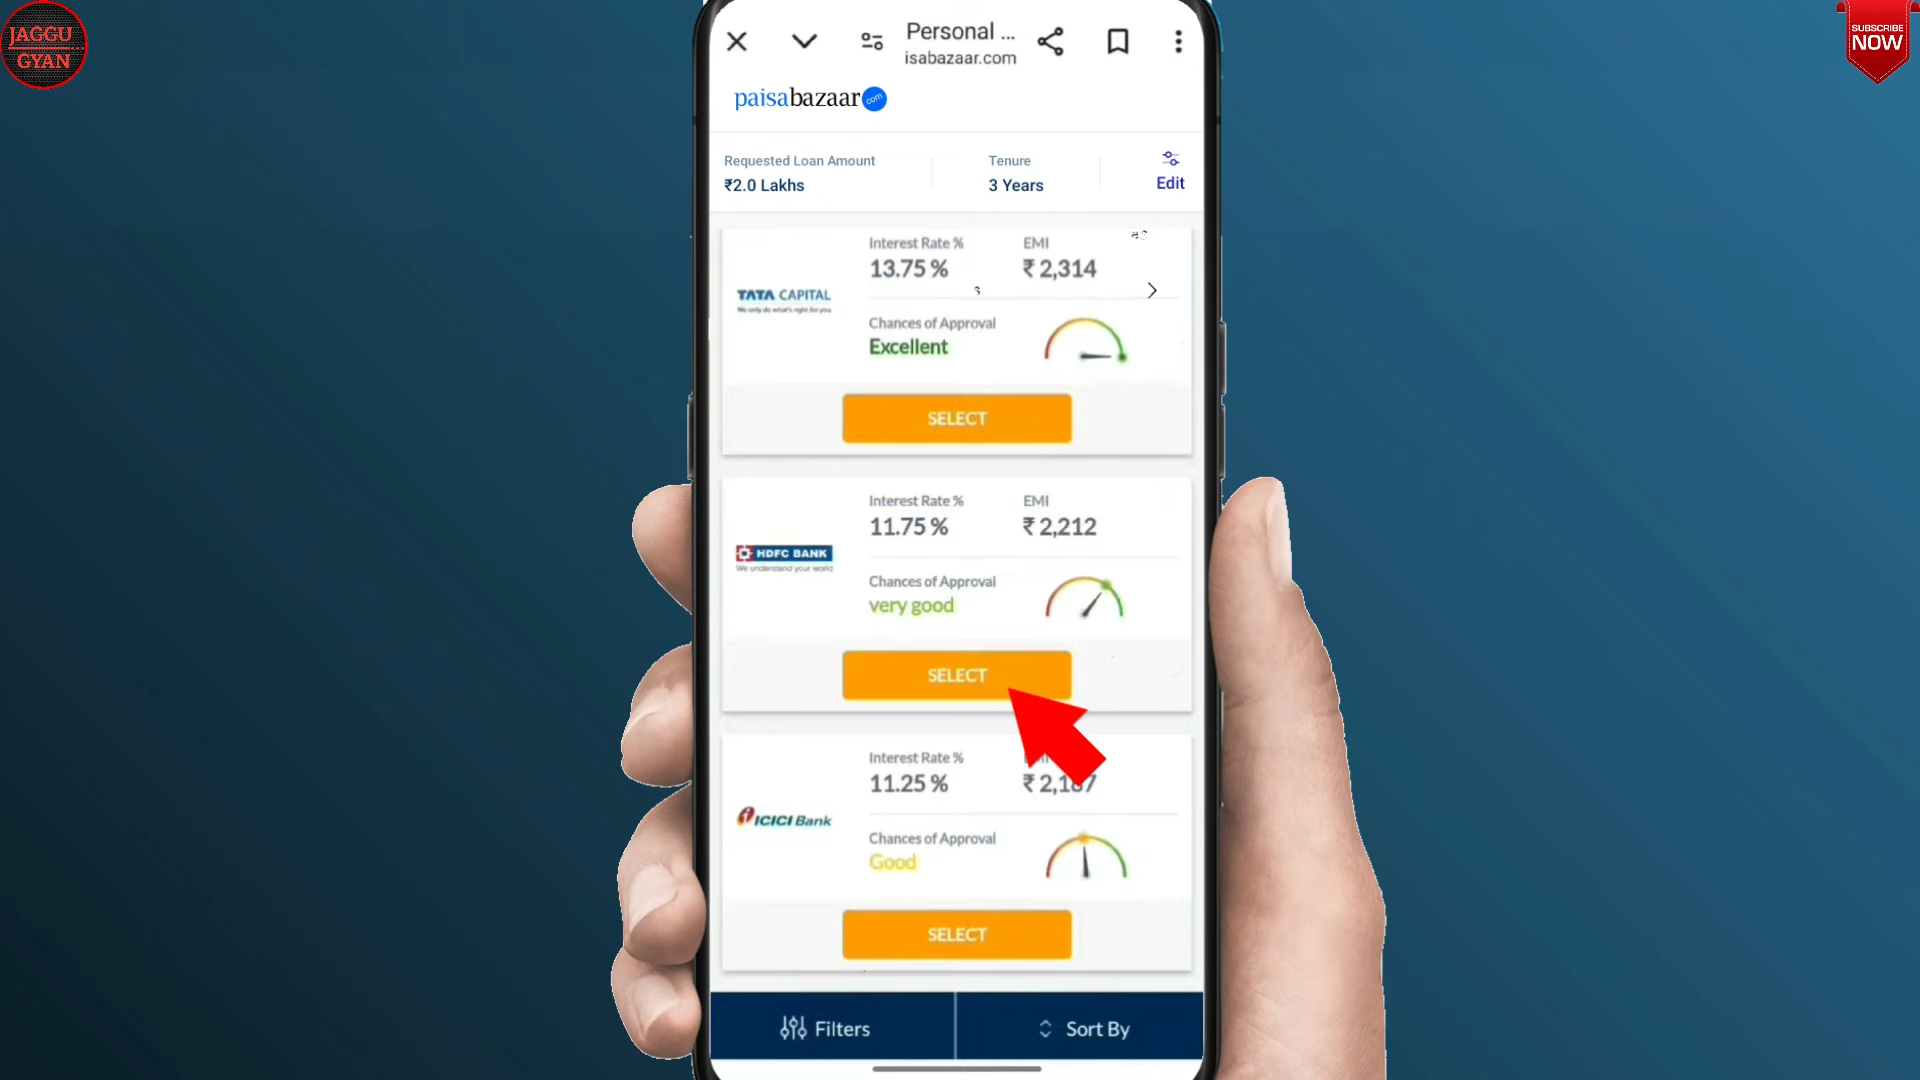 JAGGU
GYAN
SUBSCRIBE
NOW
Personal ...
isabazaar.com
paisabazaar com
Requested Loan Amount
₹2.0 Lakhs
Tenure
3 Years
Edit
Interest Rate %
13.75 %
EMI
₹ 2,314
TATA CAPITAL
We only do what's right for you
Chances of Approval
Excellent
SELECT
Interest Rate %
11.75 %
EMI
₹ 2,212
HDFC BANK
We understand your world
Chances of Approval
very good
SELECT
Interest Rate %
11.25 %
₹ 2,187
ICICI Bank
Chances of Approval
Good
SELECT
Filters
Sort By